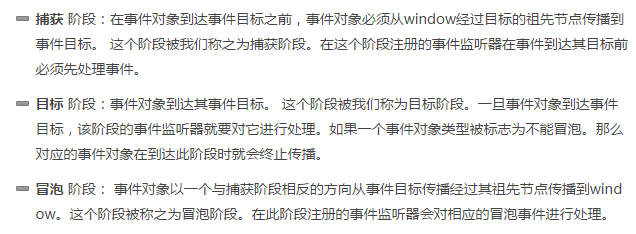 捕获 阶段：在事件对象到达事件目标之前，事件对象必须从window经过目标的祖先节点传播到
事件目标。 这个阶段被我们称之为捕获阶段。在这个阶段注册的事件监听器在事件到达其目标前
必须先处理事件。
目标 阶段：事件对象到达其事件目标。 这个阶段被我们称为目标阶段。一旦事件对象到达事件
目标，该阶段的事件监听器就要对它进行处理。如果一个事件对象类型被标志为不能冒泡。那么
对应的事件对象在到达此阶段时就会终止传播。
冒泡 阶段： 事件对象以一个与捕获阶段相反的方向从事件目标传播经过其祖先节点传播到wind
ow。这个阶段被称之为冒泡阶段。在此阶段注册的事件监听器会对相应的冒泡事件进行处理。